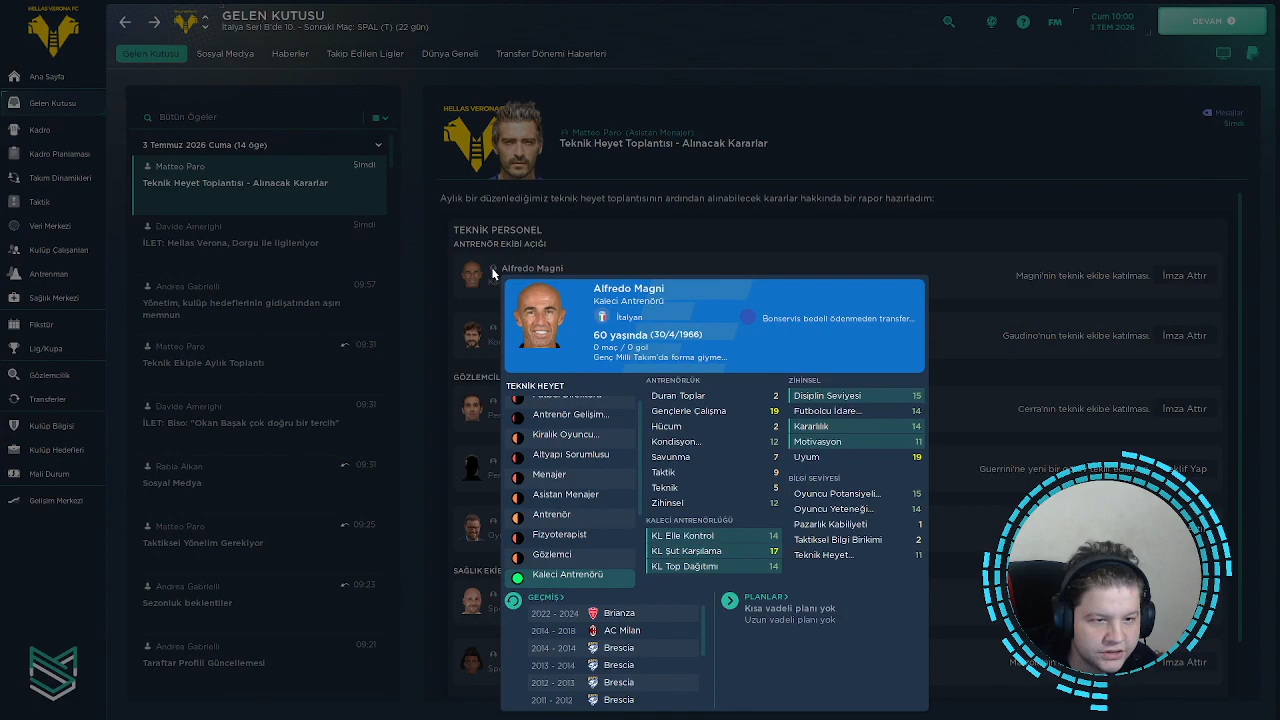 HELLAS VERONA FC
GELEN KUTUSU
İtalya Seri B'de 10. - Sonraki Maç: SPAL (T) (22 gün)
FM
Cum 10:00
3 TEM 2026
DEVAM
Gelen Kutusu
Sosyal Medya
Haberler
Takip Edilen Ligler
Dünya Geneli
Transfer Dönemi Haberleri
Ana Sayfa
Gelen Kutusu
Kadro
Kadro Planlaması
Takım Dinamikleri
Taktik
Veri Merkezi
Kulüp Çalışanları
Antrenman
Sağlık Merkezi
Fikstür
Lig/Kupa
Gözlemcilik
Transferler
Kulüp Bilgisi
Kulüp Hedefleri
Mali Durum
Gelişim Merkezi
Bütün Ögeler
3 Temmuz 2026 Cuma (14 öge)
Matteo Paro
Şimdi
Teknik Heyet Toplantısı - Alınacak Kararlar
Davide Amerighi
Şimdi
İLET: Hellas Verona, Dorgu ile ilgileniyor
Andrea Gabrielli
09:57
Yönetim, kulüp hedeflerinin gidişatından aşırı
memnun
Matteo Paro
09:31
Teknik Ekiple Aylık Toplantı
Davide Amerighi
09:31
İLET: Biso: "Okan Başak çok doğru bir tercih"
Rabia Alkan
09:31
Sosyal Medya
Matteo Paro
09:25
Taktiksel Yönetim Gerekiyor
Andrea Gabrielli
09:23
Sezonluk beklentiler
Andrea Gabrielli
09:21
Taraftar Profili Güncellemesi
HELLAS VERONA
Matteo Paro (Asistan Menajer)
Teknik Heyet Toplantısı - Alınacak Kararlar
Mesajlar
Şimdi
Aylık bir düzenlediğimiz teknik heyet toplantısının ardından alınabilecek kararlar hakkında bir rapor hazırladım:
TEKNİK PERSONEL
ANTRENÖR EKİBİ AÇIĞI
Alfredo Magni
Magni'nin teknik ekibe katılması.
İmza Attır
Gaudino'nun teknik ekibe katılması.
İmza Attır
GÖZLEMCİL
Cerra'nın teknik ekibe katılması.
İmza Attır
SAĞLIK EKİBE
İmza Attır
Alfredo Magni
Kaleci Antrenörü
İtalyan
60 yaşında (30/4/1966)
0 maç / 0 gol
Genç Milli Takım'da forma giyme...
Bonservis bedeli ödenmeden transfer...
TEKNİK HEYET
Futbol Direktörü
Antrenör Gelişim...
Kiralık Oyuncu...
Altyapı Sorumlusu
Menajer
Asistan Menajer
Antrenör
Fizyoterapist
Gözlemci
Kaleci Antrenörü
ANTRENÖRLÜK
Duran Toplar 2
Gençlerle Çalışma 19
Hücum 2
Kondisyon... 12
Savunma 7
Taktik 9
Teknik 5
Zihinsel 12
KALECİ ANTRENÖRLÜĞÜ
KL Elle Kontrol 14
KL Şut Karşılama 17
KL Top Dağıtımı 14
ZİHİNSEL
Disiplin Seviyesi 15
Futbolcu İdare... 14
Kararlılık 14
Motivasyon 11
Uyum 19
BİLGİ SEVİYESİ
Oyuncu Potansiyeli... 15
Oyuncu Yeteneği... 14
Pazarlık Kabiliyeti 1
Taktiksel Bilgi Birikimi 2
Teknik Heyet... 11
GEÇMİŞ
2022 - 2024 Brianza
2014 - 2018 AC Milan
2014 - 2014 Brescia
2013 - 2014 Brescia
2012 - 2013 Brescia
2011 - 2012 Brescia
PLANLAR
Kısa vadeli planı yok
Uzun vadeli planı yok